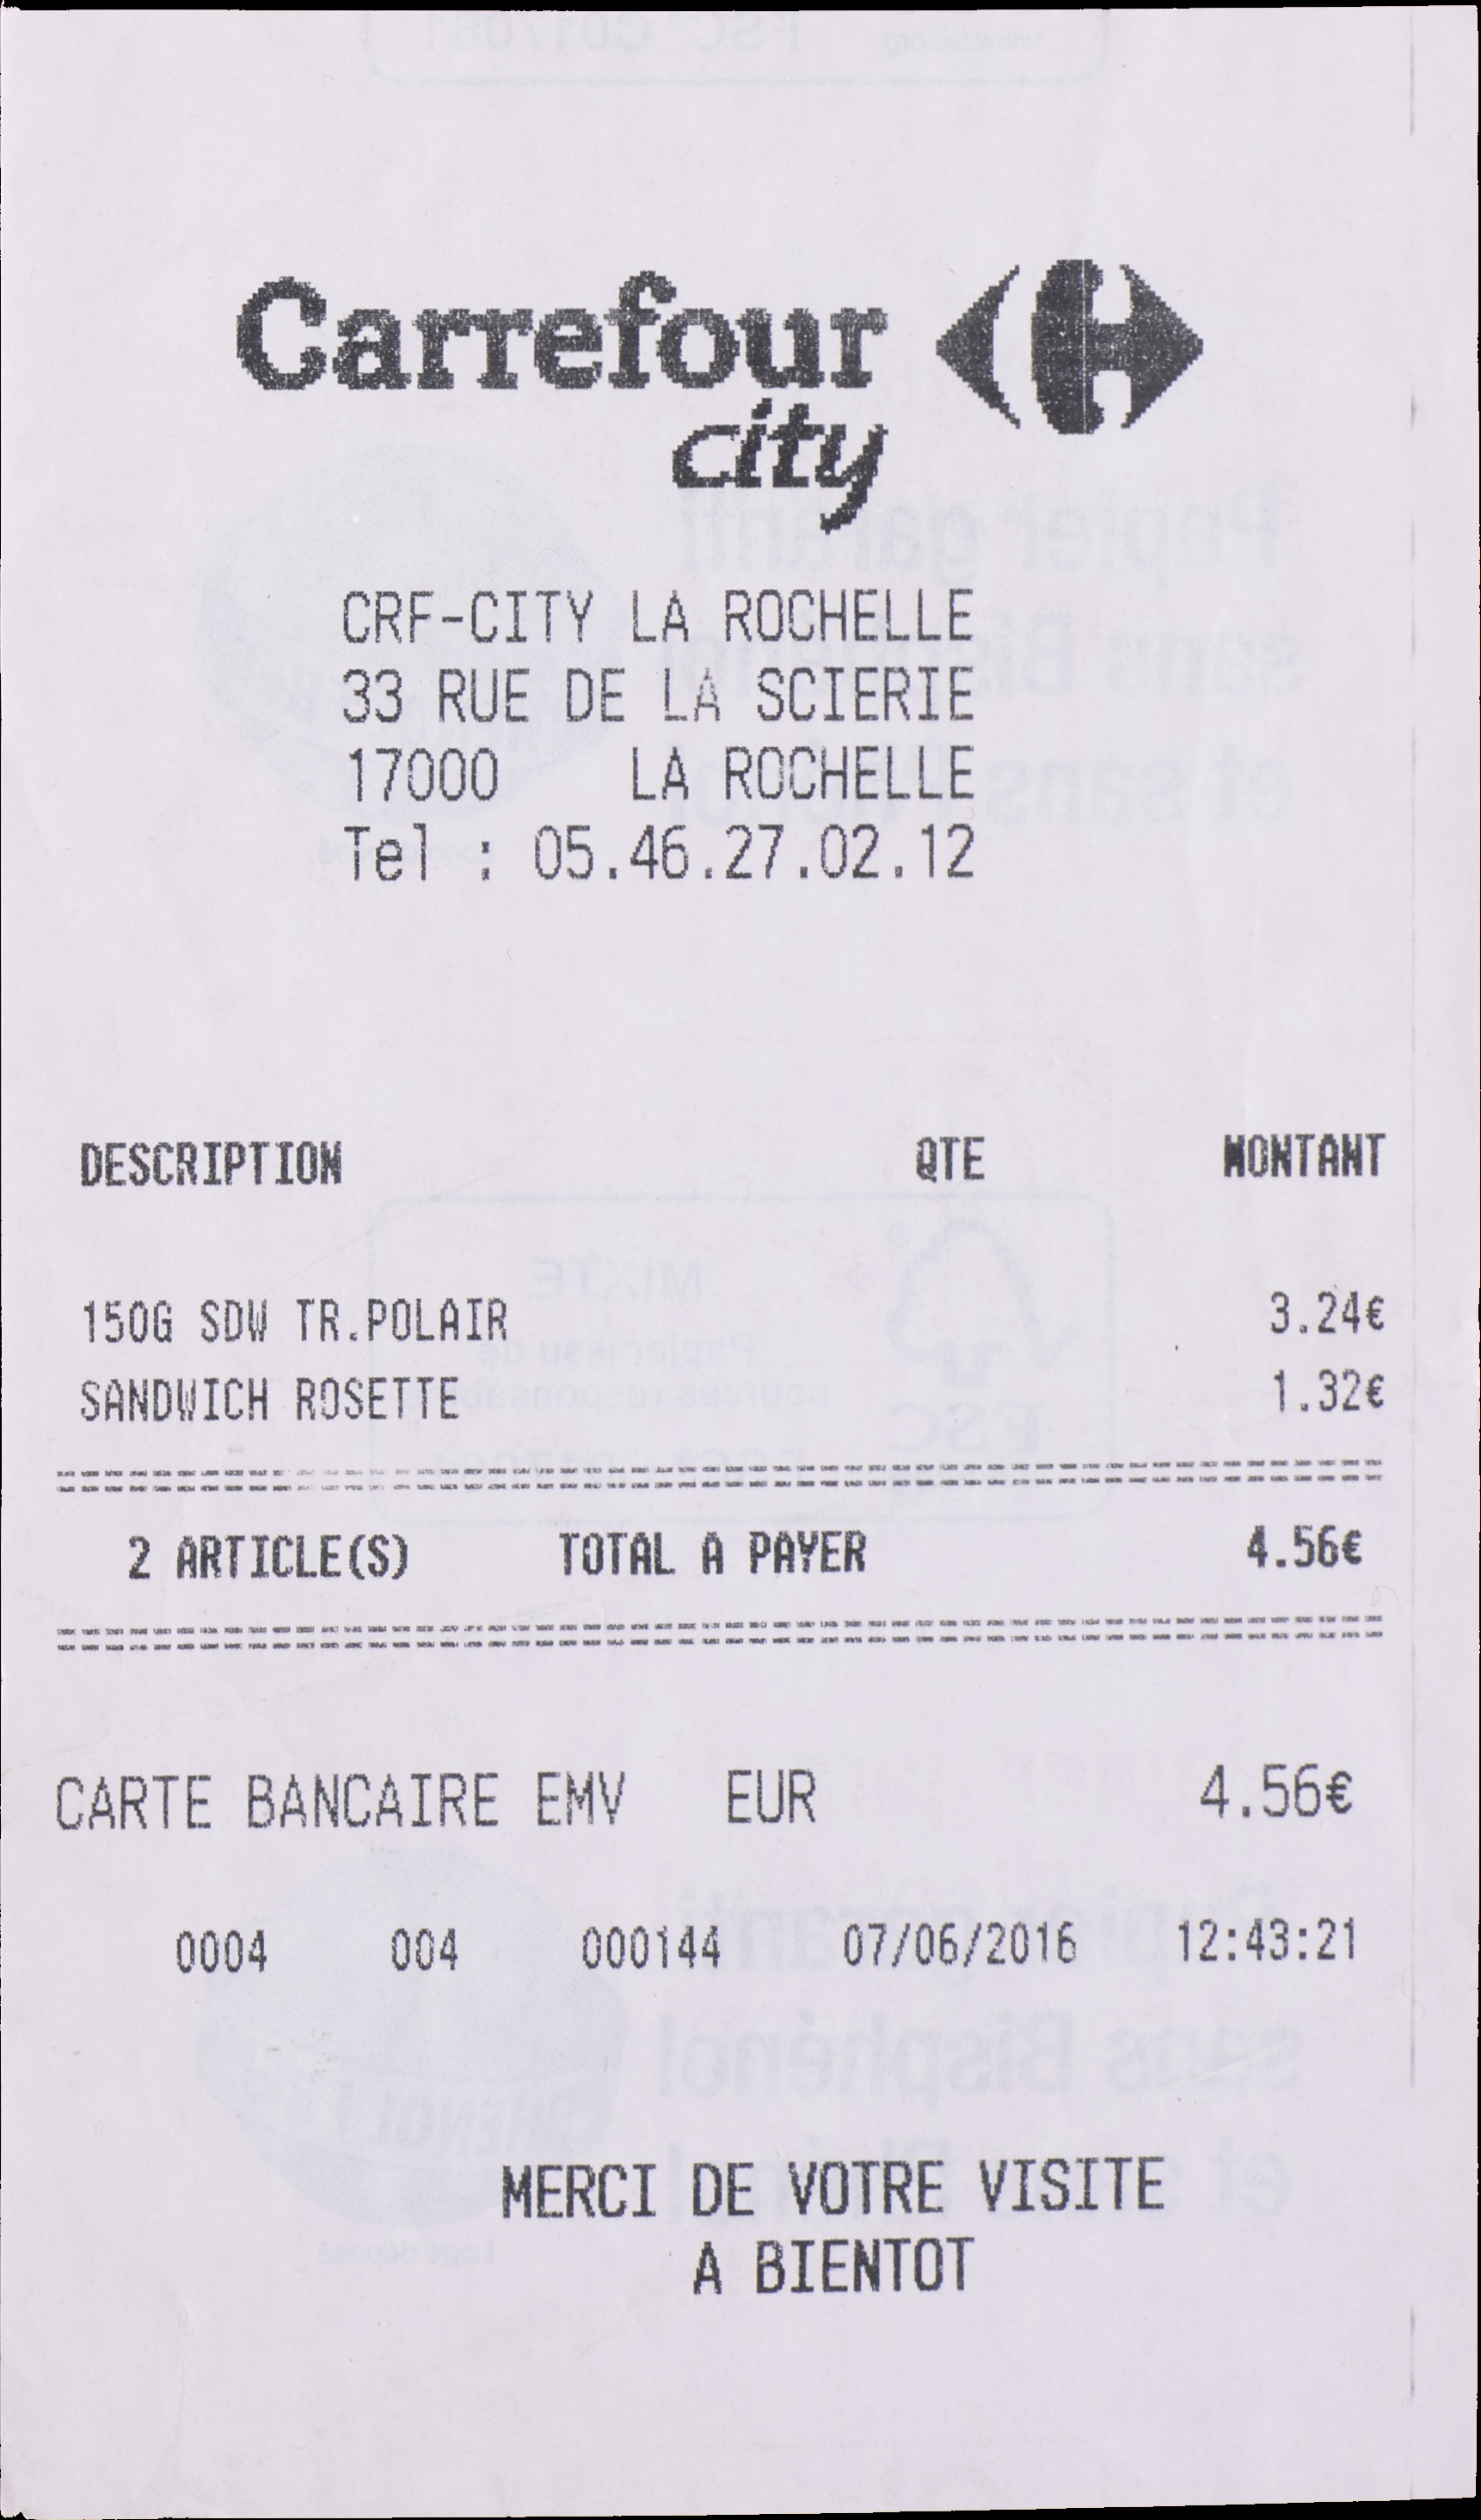 Carrefour
city
CRF-CITY LA ROCHELLE
33 RUE DE LA SCIERIE
17000 LA ROCHELLE
Tel : 05.46.27.02.12
DESCRIPTION QTE MONTANT
150G SDW TR.POLAIR 3.24€
SANDWICH ROSETTE 1.32€
2 ARTICLE(S) TOTAL A PAYER 4.56€
CARTE BANCAIRE EMV EUR 4.56€
0004 004 000144 07/06/2016 12:43:21
MERCI DE VOTRE VISITE
A BIENTOT